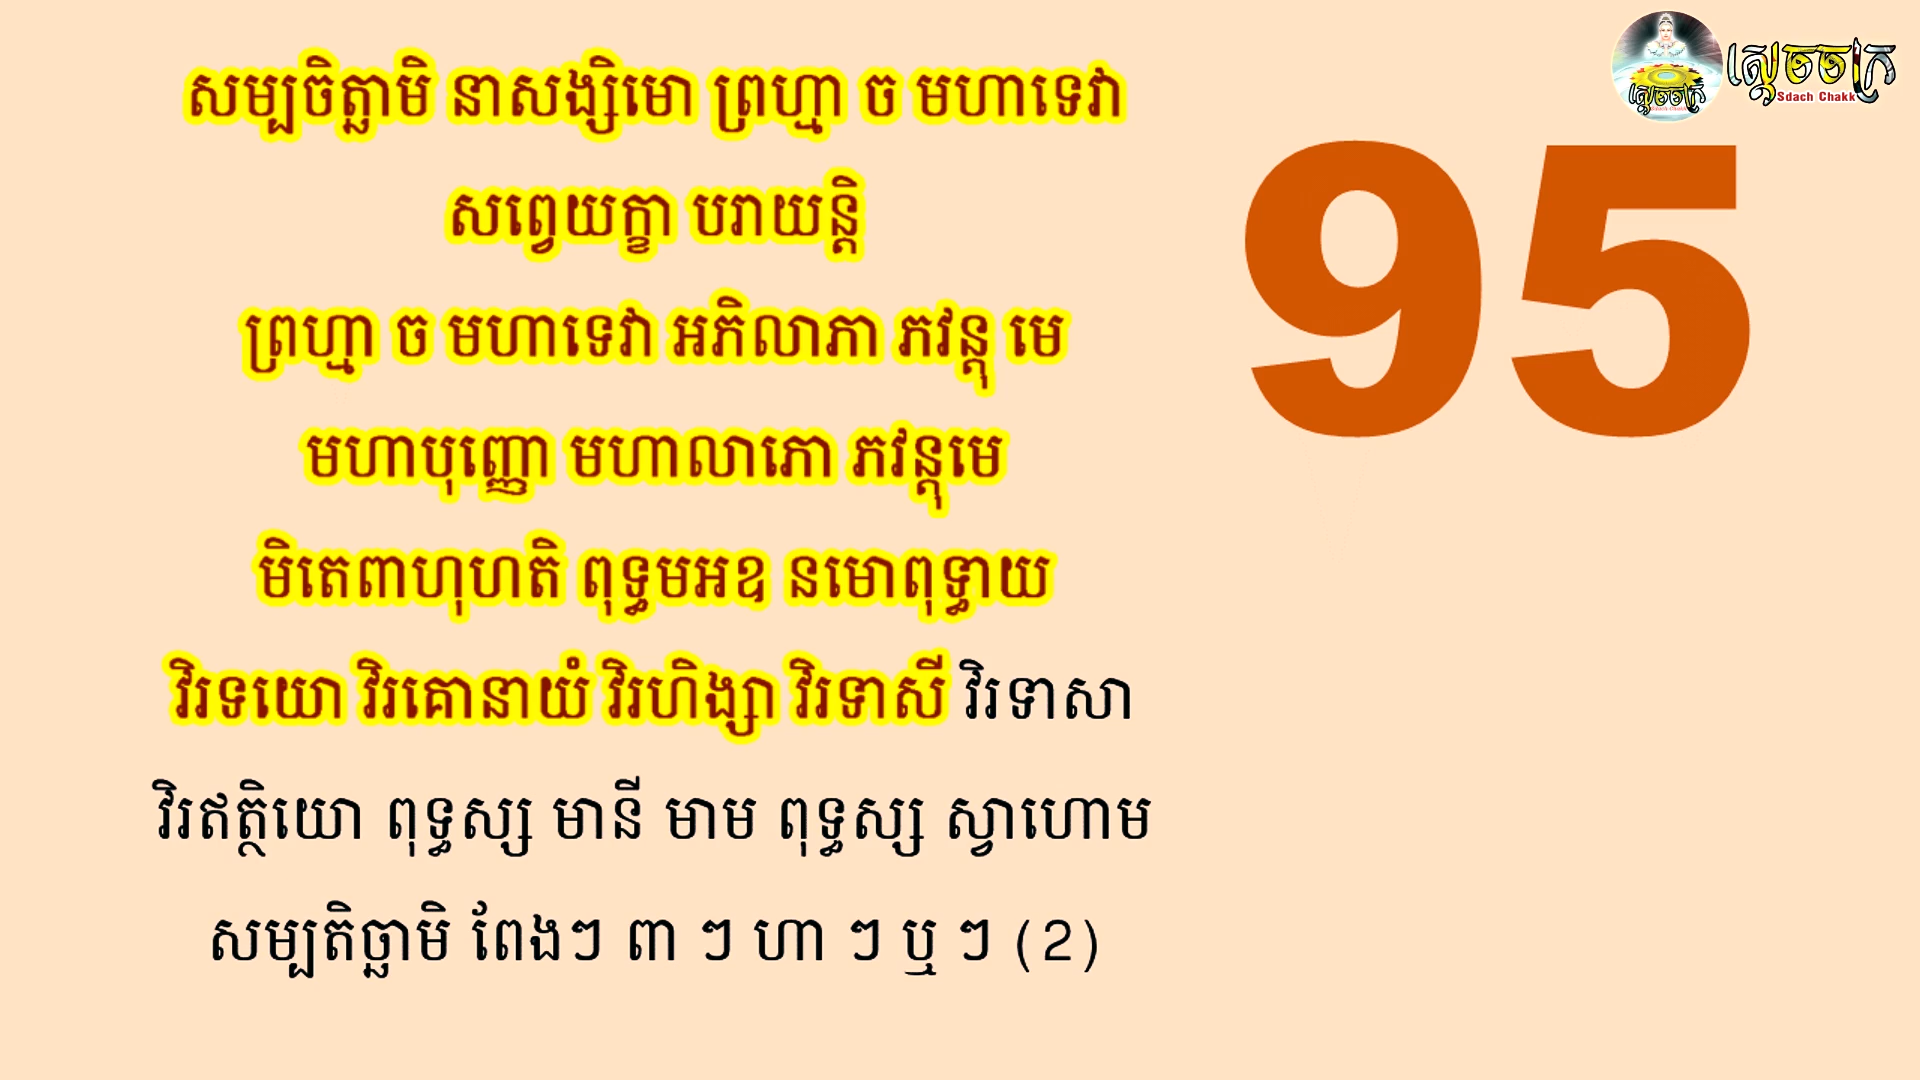 សម្បចិត្ឆាមិ នាសង្សិមោ ព្រហ្មា ច មហាទេវា
សព្វេយក្ខា បរាយន្តិ
ព្រហ្មា ច មហាទេវា អភិលាភា ភវន្តុ មេ
មហាបុញ្ញោ មហាលាភោ ភវន្តុមេ
មិតេពាហុហតិ ពុទ្ធមអឧ នមោពុទ្ធាយ
វិរទយោ វិរគោនាយំ វិរហិង្សា វិរទាសី វិរទាសា
វិរឥត្ថិយោ ពុទ្ធស្ស មានី មាម ពុទ្ធស្ស ស្វាហោម
សម្បតិច្ឆាមិ ពែងៗ ពា ៗ ហា ៗ ឬ ៗ (2)
95
ស្តេចចក្រ
Sdach Chakk